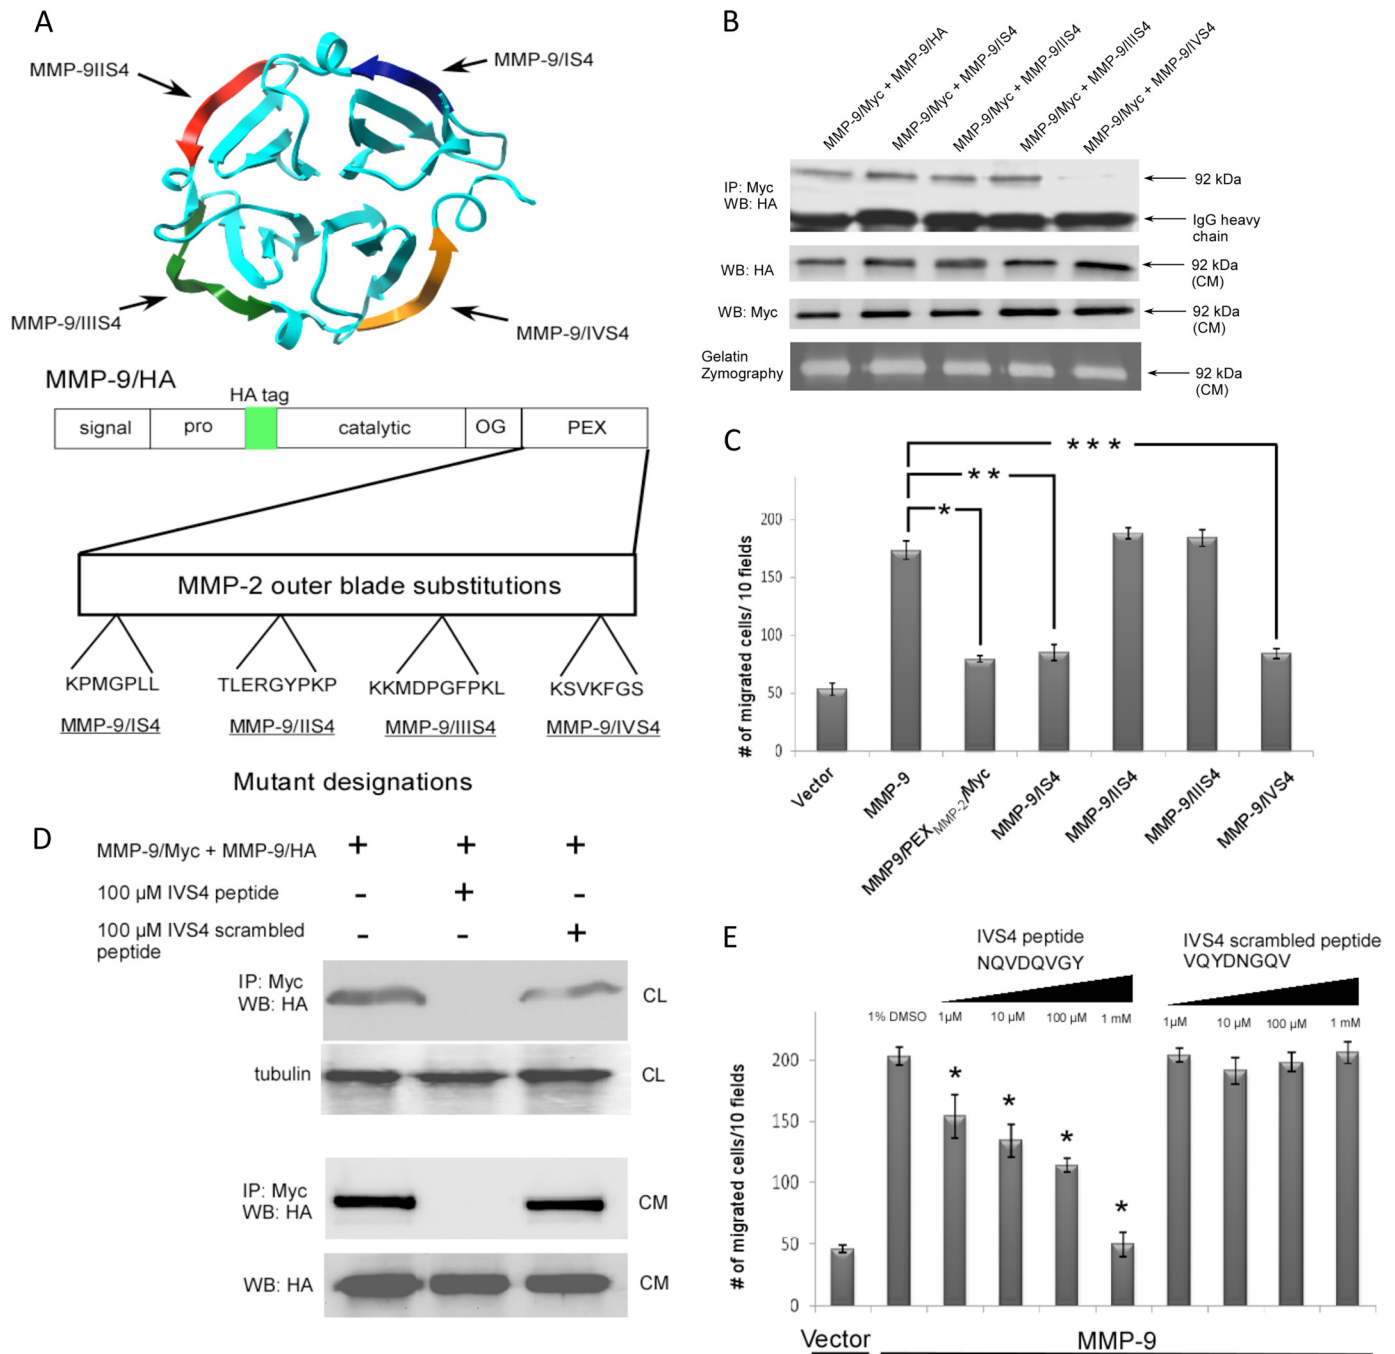 A
MMP-9IIS4
MMP-9/IS4
MMP-9/IIIS4
MMP-9/IVS4
MMP-9/HA
HA tag
signal
pro
catalytic
OG
PEX
MMP-2 outer blade substitutions
KPMGPLL
TLERGYPKP
KKMDPGFPKL
KSVKFGS
MMP-9/IS4
MMP-9/IIS4
MMP-9/IIIS4
MMP-9/IVS4
Mutant designations
B
MMP-9/Myc + MMP-9/HA
MMP-9/Myc + MMP-9/IS4
MMP-9/Myc + MMP-9/IIS4
MMP-9/Myc + MMP-9/IIIS4
MMP-9/Myc + MMP-9/IVS4
IP: Myc
WB: HA
92 kDa
IgG heavy
chain
WB: HA
92 kDa
(CM)
WB: Myc
92 kDa
(CM)
Gelatin
Zymography
92 kDa
(CM)
C
# of migrated cells/ 10 fields
200
150
100
50
0
*
**
***
Vector
MMP-9
MMP9/PEXMMP-2/Myc
MMP-9/IS4
MMP-9/IIS4
MMP-9/IIIS4
MMP-9/IVS4
D
MMP-9/Myc + MMP-9/HA
+ + +
100 µM IVS4 peptide
- + -
100 µM IVS4 scrambled
peptide
- - +
IP: Myc
WB: HA
CL
tubulin
CL
IP: Myc
WB: HA
CM
WB: HA
CM
E
IVS4 peptide
NQVDQVGY
IVS4 scrambled peptide
VQYDNGQV
1% DMSO
1µM
10 µM
100 µM
1 mM
1µM
10 µM
100 µM
1 mM
# of migrated cells/10 fields
200
150
100
50
0
*
*
*
*
Vector
MMP-9